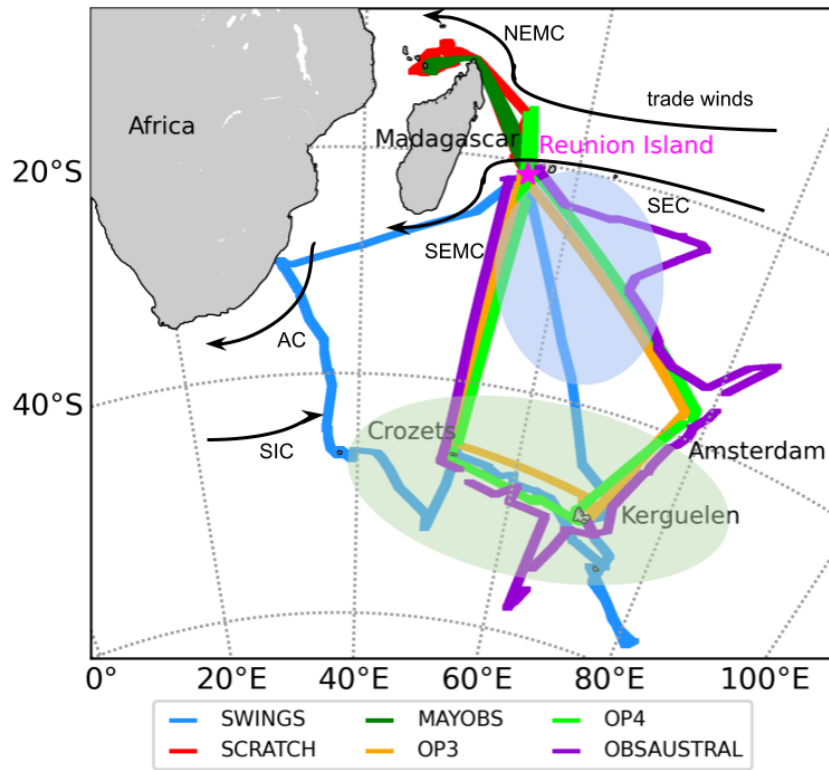 NEMC
Africa
trade winds
Madagascar
Reunion Island
20°S
SEC
SEMC
AC
40°S
Crozets
SIC
Amsterdam
Kerguelen
0° 20°E 40°E 60°E 80°E 100°E
SWINGS MAYOBS OP4
SCRATCH OP3 OBSAUSTRAL